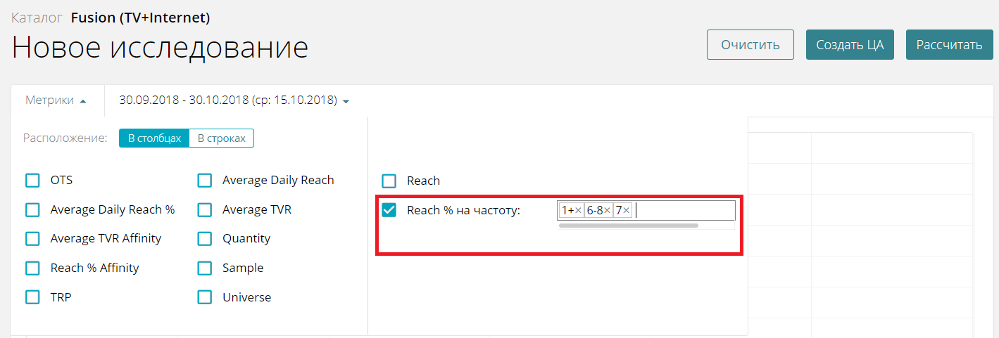 Каталог Fusion (TV+Internet)
Новое исследование
Очистить Создать ЦА Рассчитать
Метрики 30.09.2018 - 30.10.2018 (ср: 15.10.2018)
Расположение: В столбцах В строках
OTS Average Daily Reach Reach
Average Daily Reach % Average TVR Reach % на частоту: 1+× 6-8× 7×
Average TVR Affinity Quantity
Reach % Affinity Sample
TRP Universe